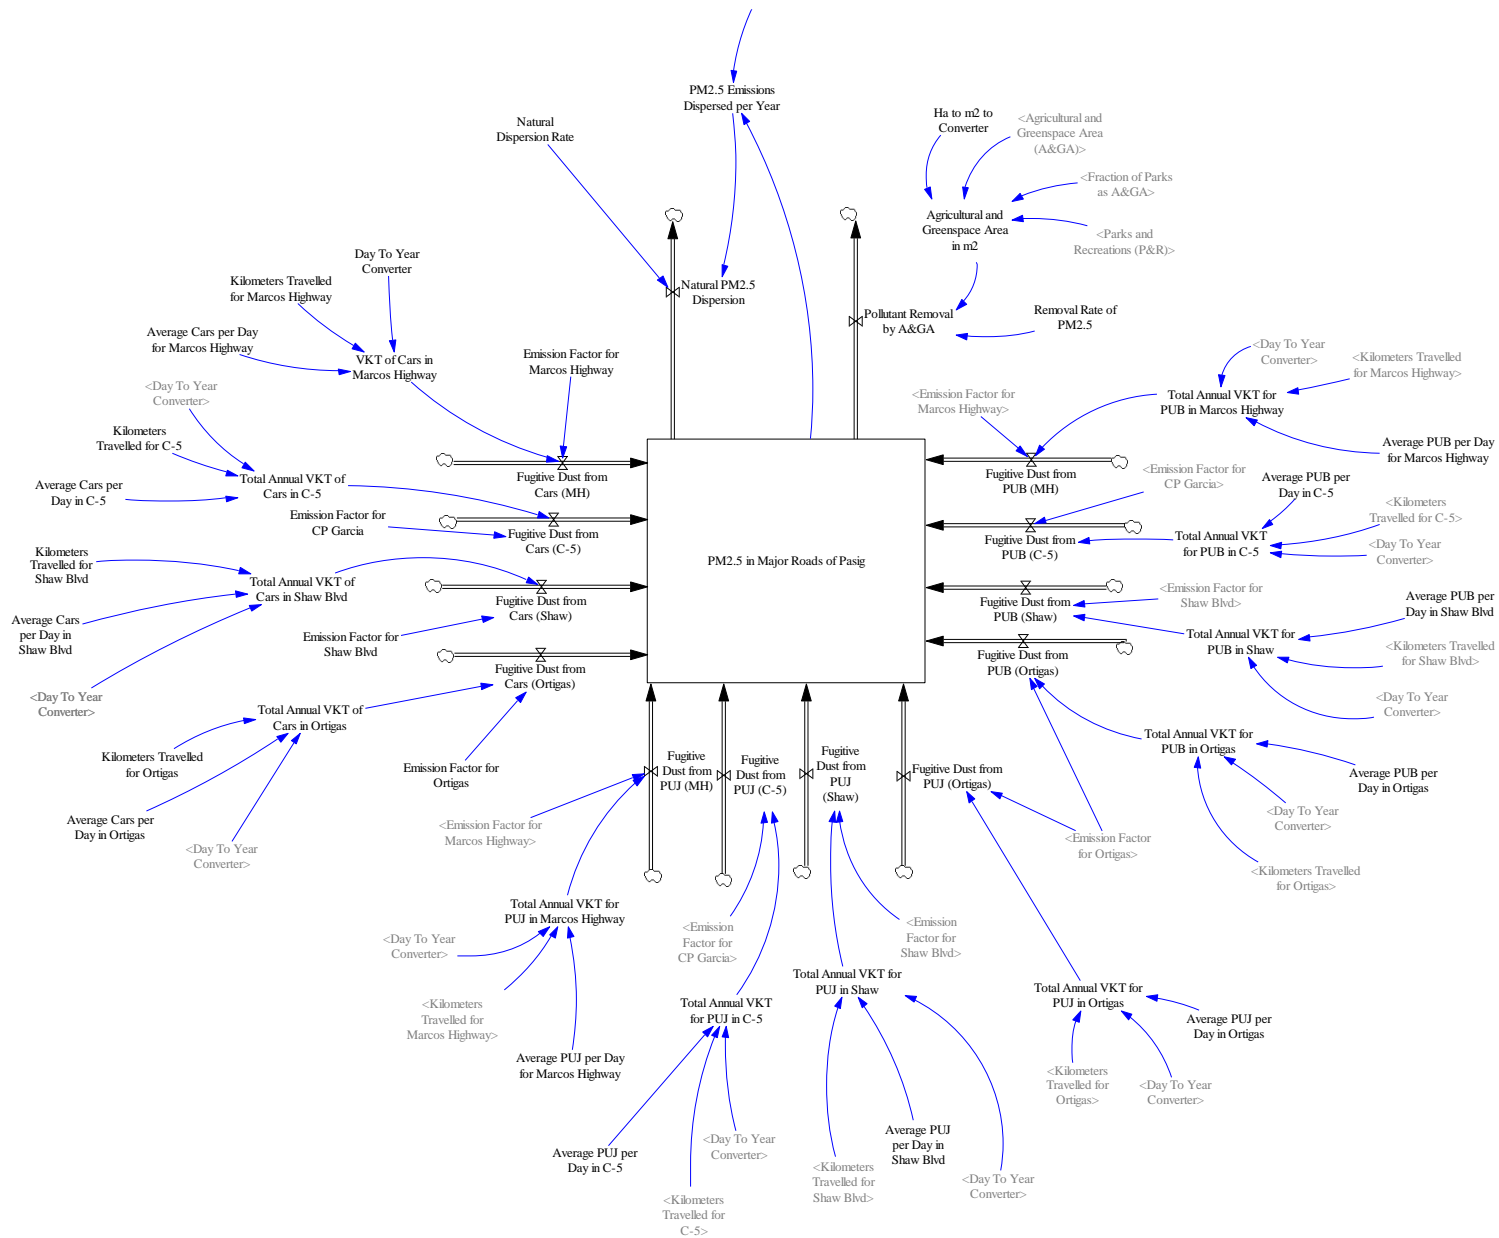 PM2.5 Emissions
Dispersed per Year
Natural
Dispersion Rate
Ha to m2 to
Converter
<Agricultural and
Greenspace Area
(A&GA)>
<Fraction of Parks
as A&GA>
Agricultural and
Greenspace Area
in m2
<Parks and
Recreations (P&R)>
Natural PM2.5
Dispersion
Pollutant Removal
by A&GA
Removal Rate of
PM2.5
Day To Year
Converter
Kilometers Travelled
for Marcos Highway
Average Cars per Day
for Marcos Highway
VKT of Cars in
Marcos Highway
Emission Factor for
Marcos Highway
<Day To Year
Converter>
Kilometers
Travelled for C-5
Average Cars per
Day in C-5
Total Annual VKT of
Cars in C-5
Fugitive Dust from
Cars (MH)
Emission Factor for
CP Garcia
Fugitive Dust from
Cars (C-5)
Kilometers
Travelled for
Shaw Blvd
Total Annual VKT of
Cars in Shaw Blvd
Average Cars
per Day in
Shaw Blvd
Fugitive Dust from
Cars (Shaw)
Emission Factor for
Shaw Blvd
<Day To Year
Converter>
Fugitive Dust from
Cars (Ortigas)
Total Annual VKT of
Cars in Ortigas
Kilometers Travelled
for Ortigas
Average Cars per
Day in Ortigas
<Day To Year
Converter>
Emission Factor for
Ortigas
PM2.5 in Major Roads of Pasig
<Emission Factor for
Marcos Highway>
<Day To Year
Converter>
<Kilometers Travelled
for Marcos Highway>
Total Annual VKT for
PUB in Marcos Highway
Average PUB per Day
for Marcos Highway
Fugitive Dust from
PUB (MH)
<Emission Factor for
CP Garcia>
Average PUB per
Day in C-5
<Kilometers
Travelled for C-5>
Fugitive Dust from
PUB (C-5)
Total Annual VKT
for PUB in C-5
<Day To Year
Converter>
Fugitive Dust from
PUB (Shaw)
<Emission Factor for
Shaw Blvd>
Average PUB per
Day in Shaw Blvd
Total Annual VKT for
PUB in Shaw
<Kilometers Travelled
for Shaw Blvd>
<Day To Year
Converter>
Fugitive Dust from
PUB (Ortigas)
Total Annual VKT for
PUB in Ortigas
Average PUB per
Day in Ortigas
<Day To Year
Converter>
<Kilometers Travelled
for Ortigas>
<Emission Factor
for Ortigas>
Fugitive
Dust from
PUJ (MH)
Fugitive
Dust from
PUJ (C-5)
Fugitive
Dust from
PUJ
(Shaw)
Fugitive Dust from
PUJ (Ortigas)
<Emission Factor for
Marcos Highway>
Total Annual VKT for
PUJ in Marcos Highway
<Day To Year
Converter>
<Kilometers
Travelled for
Marcos Highway>
Average PUJ per Day
for Marcos Highway
<Emission
Factor for
CP Garcia>
Total Annual VKT
for PUJ in C-5
Average PUJ per
Day in C-5
<Day To Year
Converter>
<Kilometers
Travelled for
C-5>
<Emission
Factor for
Shaw Blvd>
Total Annual VKT for
PUJ in Shaw
Average PUJ
per Day in
Shaw Blvd
<Kilometers
Travelled for
Shaw Blvd>
<Day To Year
Converter>
Total Annual VKT for
PUJ in Ortigas
Average PUJ per
Day in Ortigas
<Kilometers
Travelled for
Ortigas>
<Day To Year
Converter>